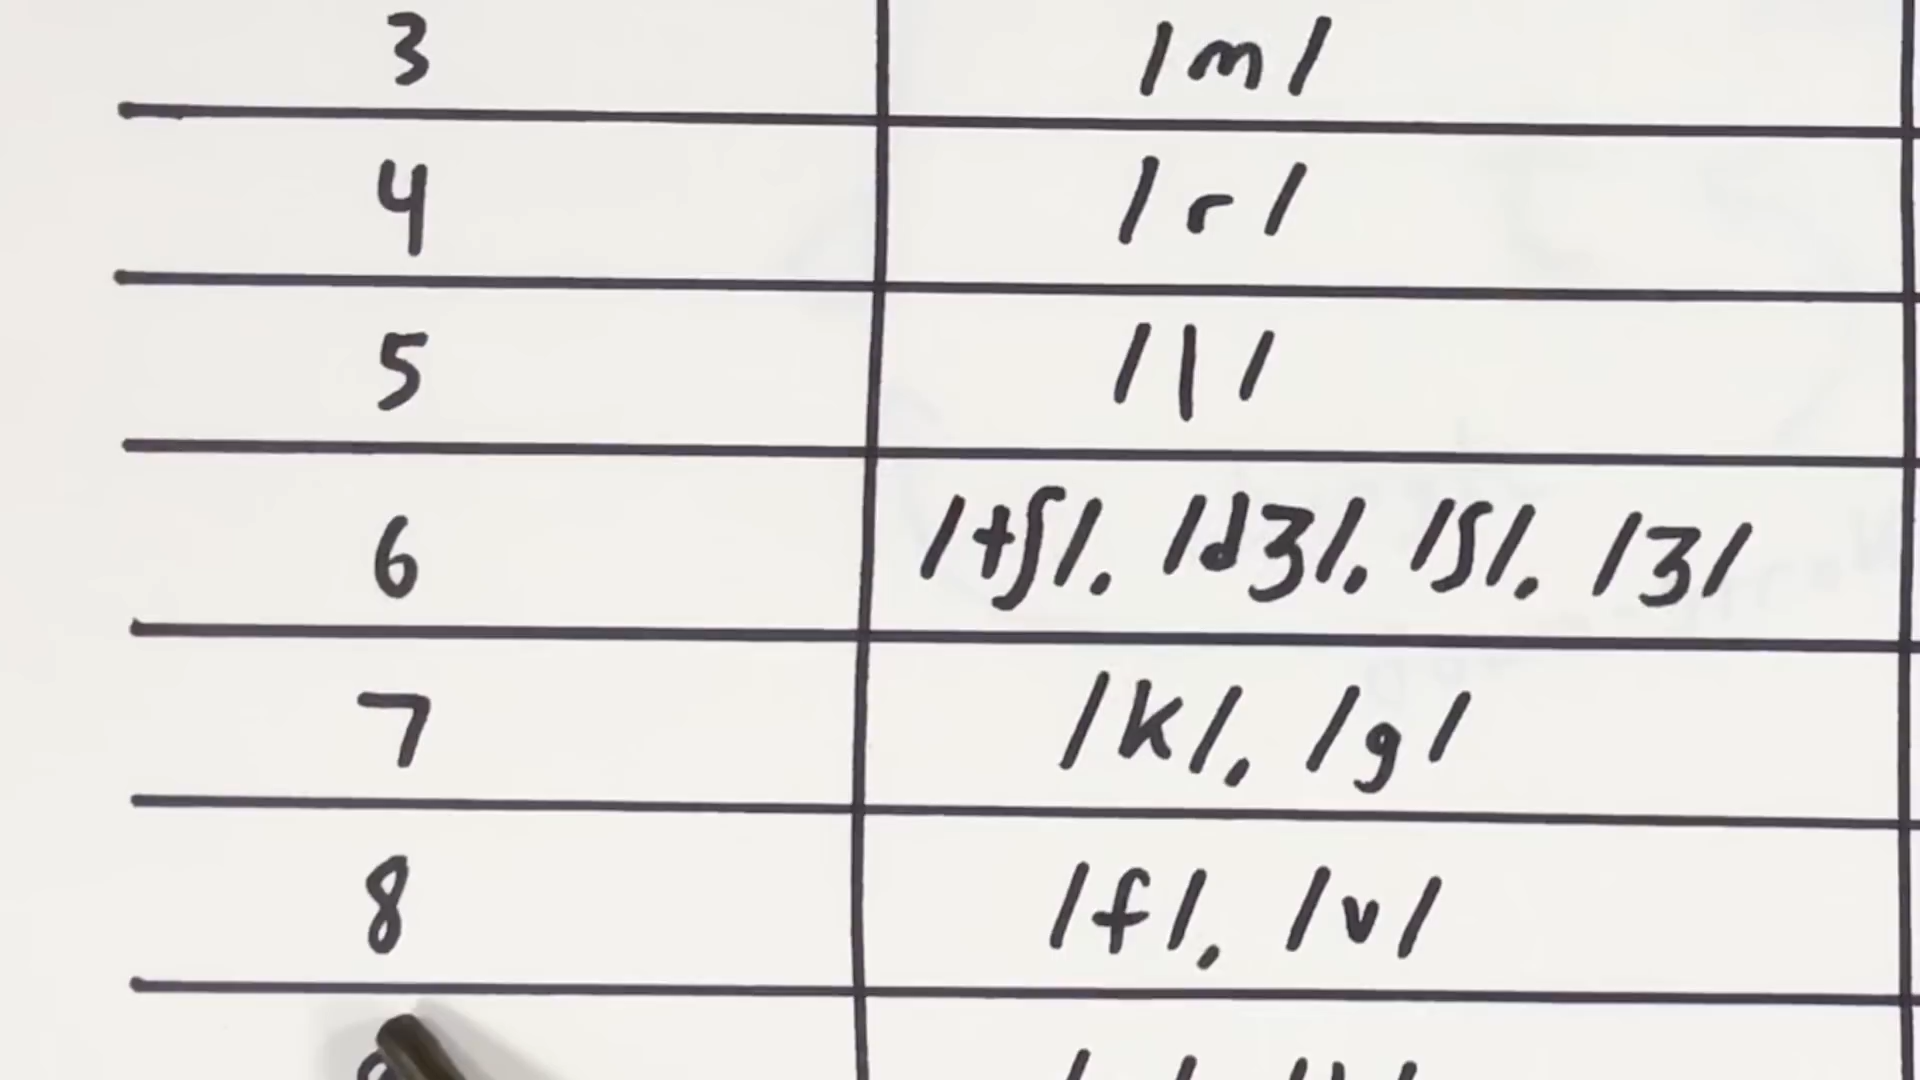 3 /m/
4 /r/
5 /l/
6 /tʃ/, /dʒ/, /ʃ/, /ʒ/
7 /k/, /g/
8 /f/, /v/